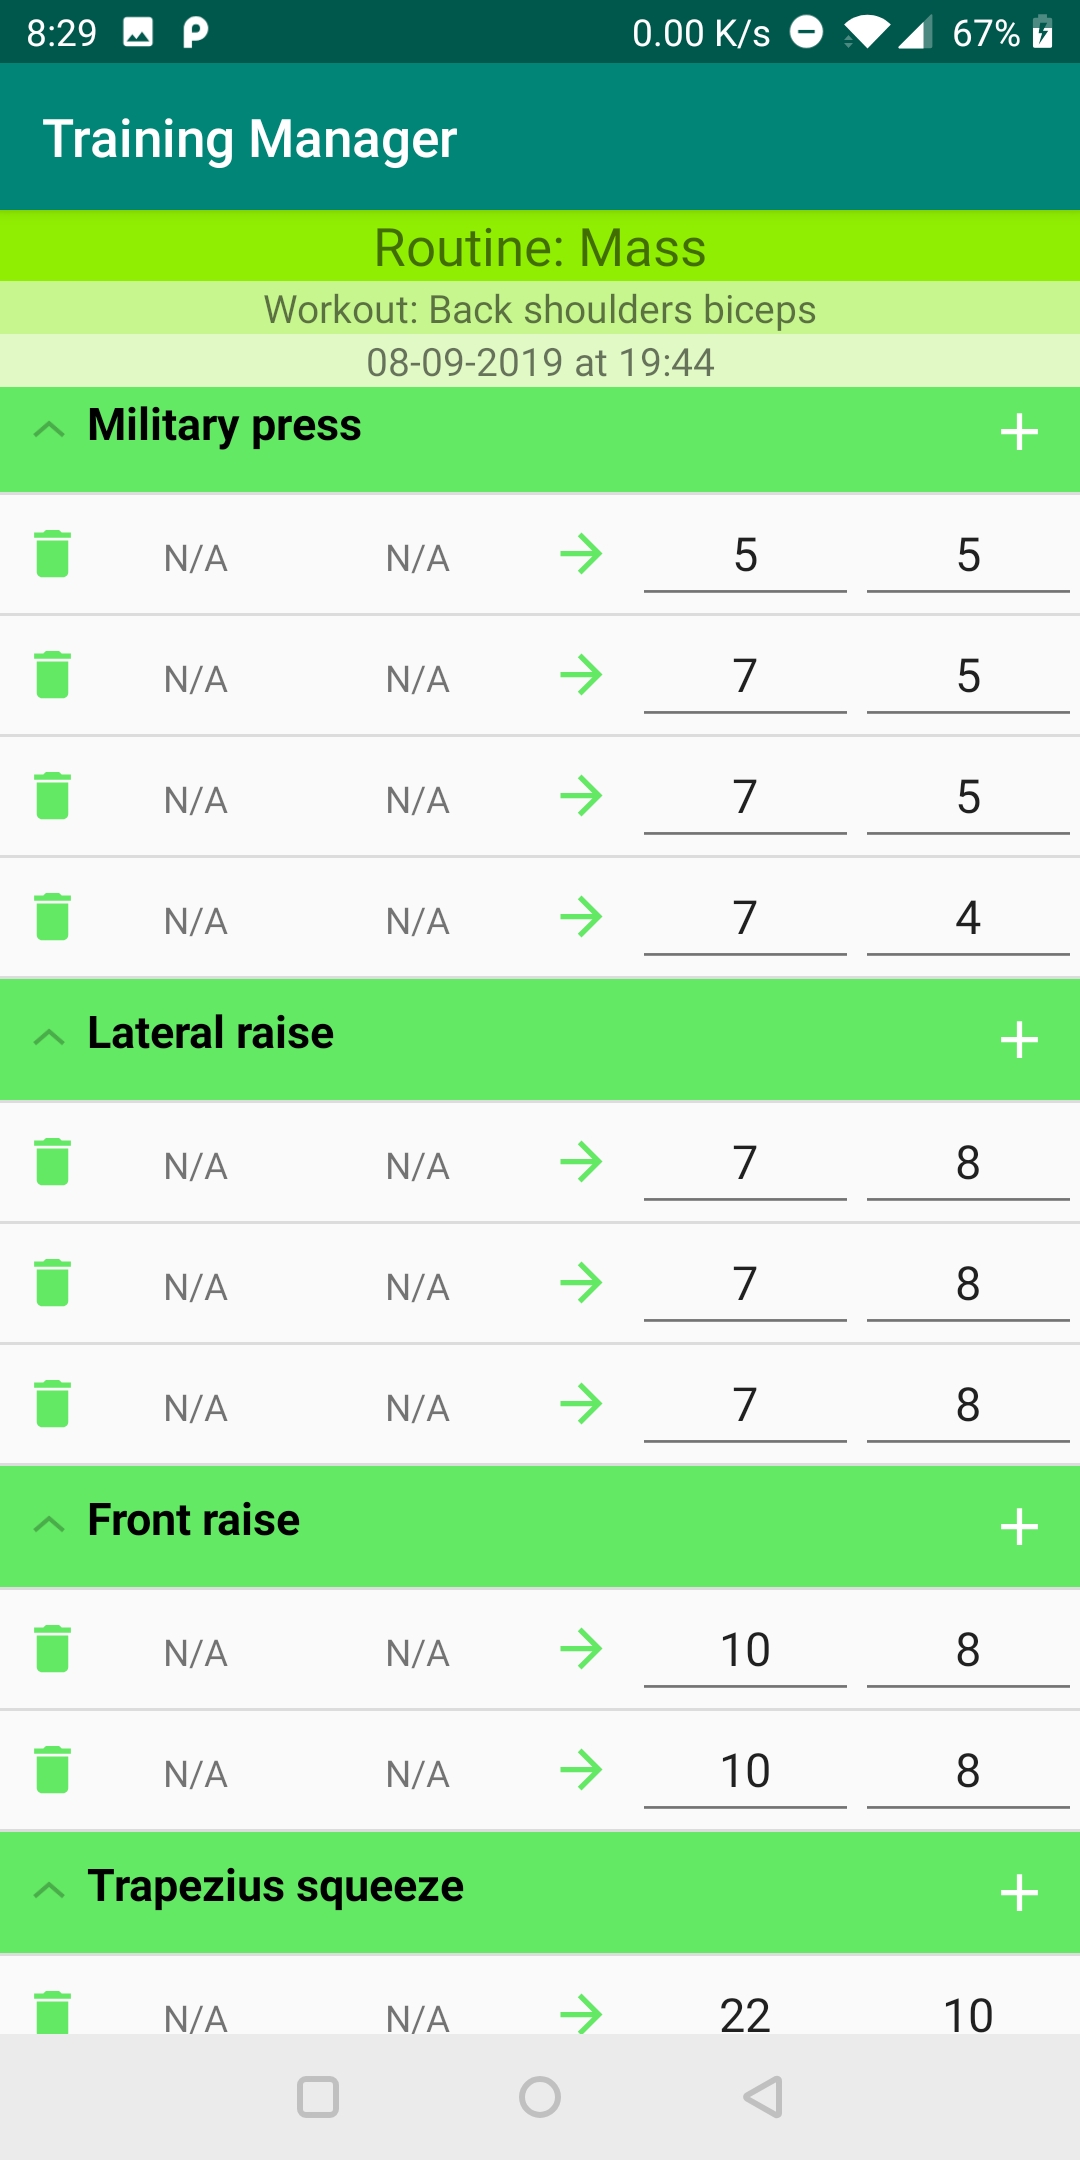 8:29 0.00 K/s 67%
Training Manager
Routine: Mass
Workout: Back shoulders biceps
08-09-2019 at 19:44
Military press
N/A N/A 5 5
N/A N/A 7 5
N/A N/A 7 5
N/A N/A 7 4
Lateral raise
N/A N/A 7 8
N/A N/A 7 8
N/A N/A 7 8
Front raise
N/A N/A 10 8
N/A N/A 10 8
Trapezius squeeze
N/A N/A 22 10